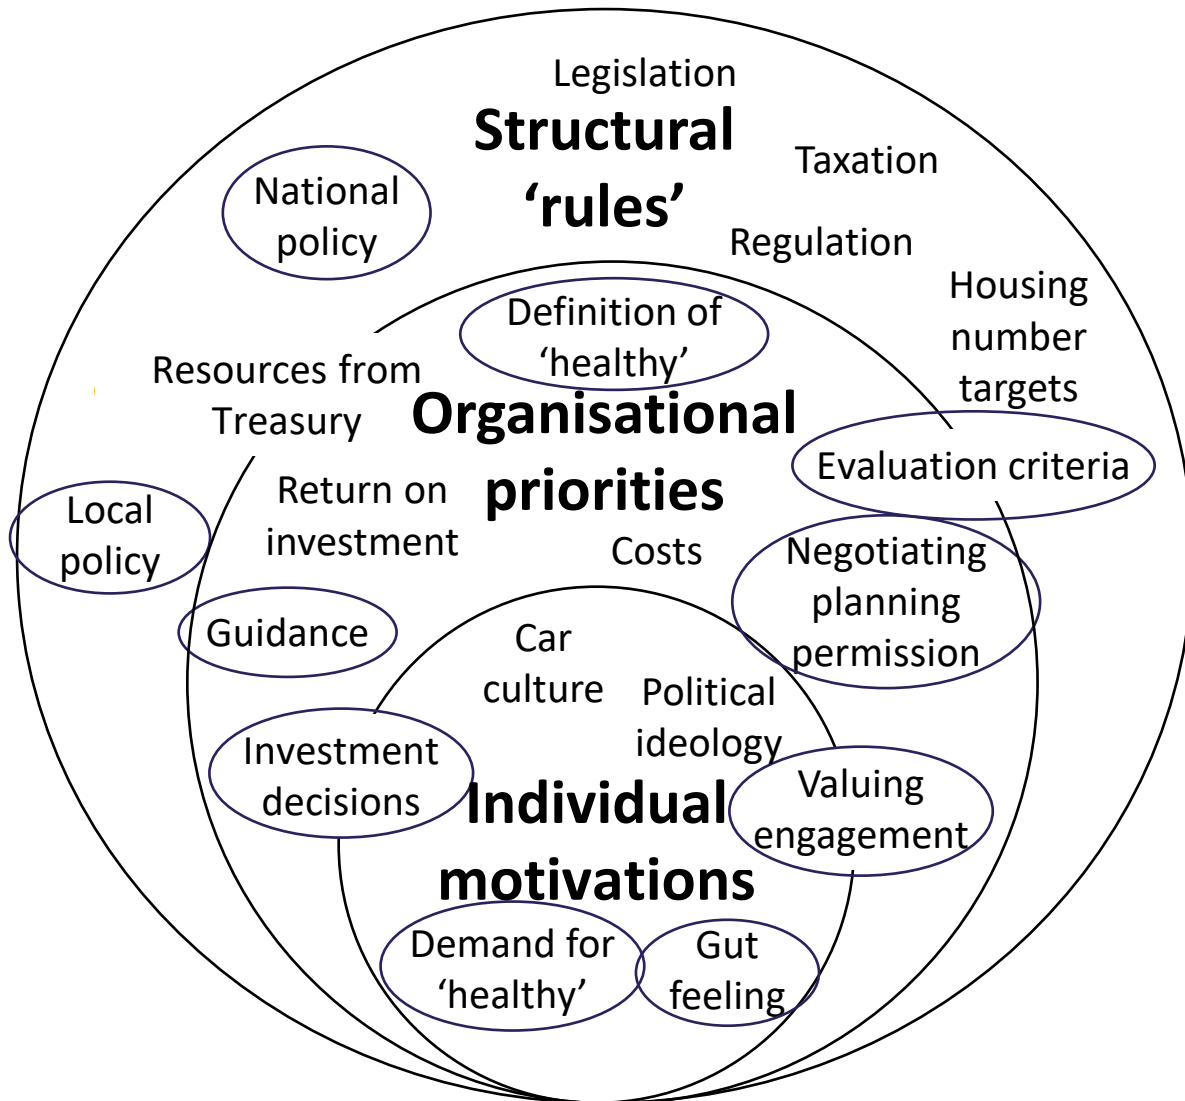 Legislation
Structural
‘rules’
Taxation
National
policy
Regulation
Housing
number
targets
Definition of
‘healthy’
Resources from
Treasury
Organisational
priorities
Evaluation criteria
Return on
investment
Local
policy
Costs
Negotiating
planning
permission
Guidance
Car
culture
Political
ideology
Investment
decisions
Individual
motivations
Valuing
engagement
Demand for
‘healthy’
Gut
feeling